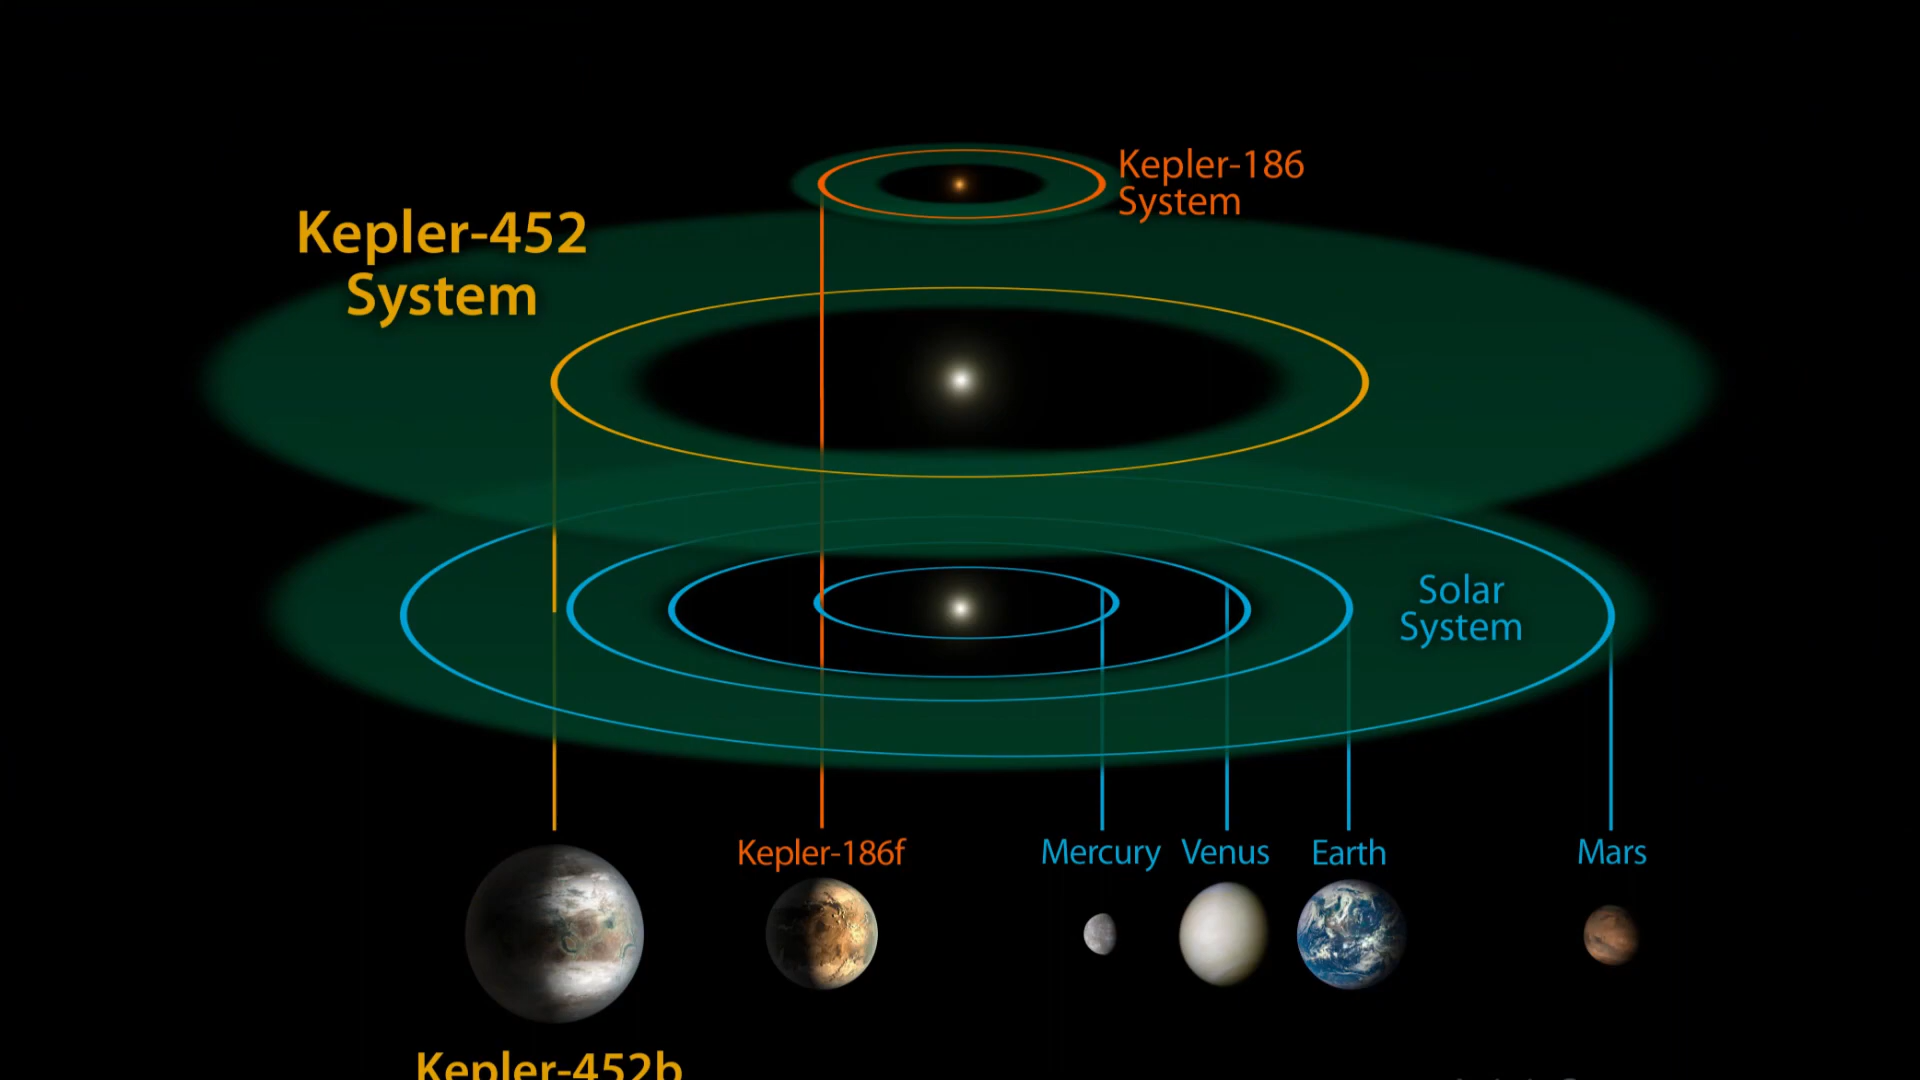 Kepler-186
System
Kepler-452
System
Solar
System
Kepler-186f
Mercury
Venus
Earth
Mars
Kepler-452b